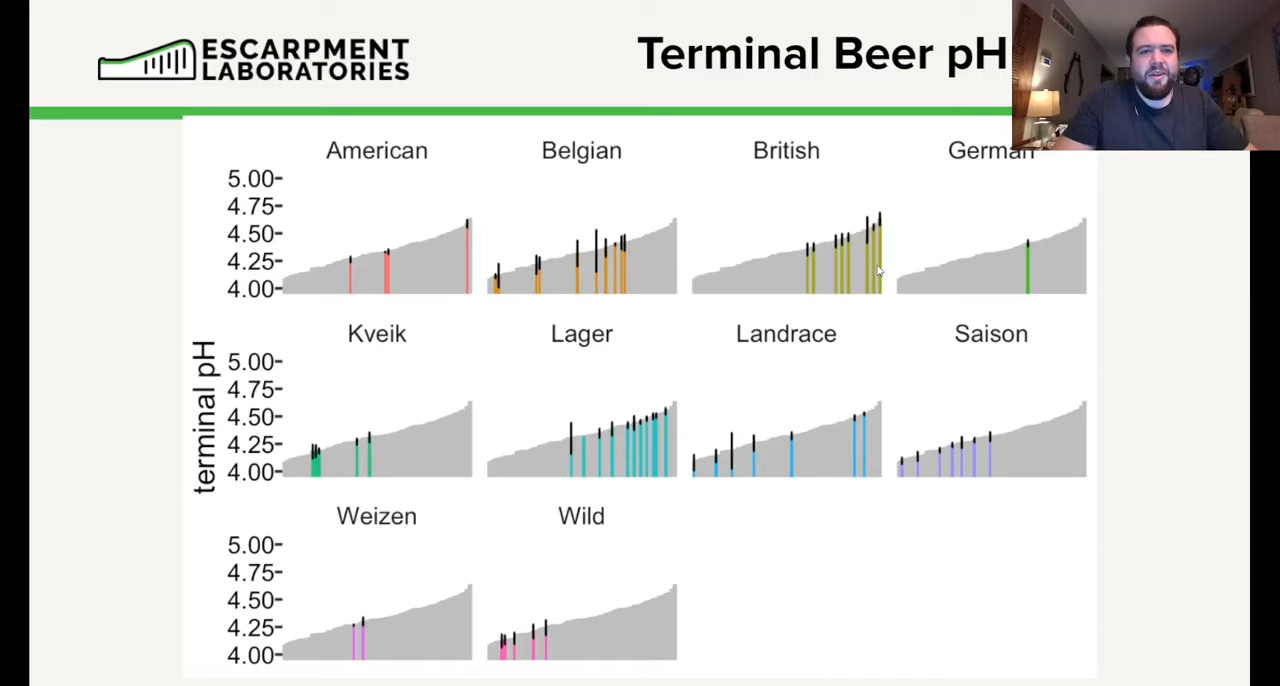 ESCARPMENT
LABORATORIES
Terminal Beer pH
American
Belgian
British
German
5.00
4.75
4.50
4.25
4.00
Kveik
Lager
Landrace
Saison
terminal pH
5.00
4.75
4.50
4.25
4.00
Weizen
Wild
5.00
4.75
4.50
4.25
4.00